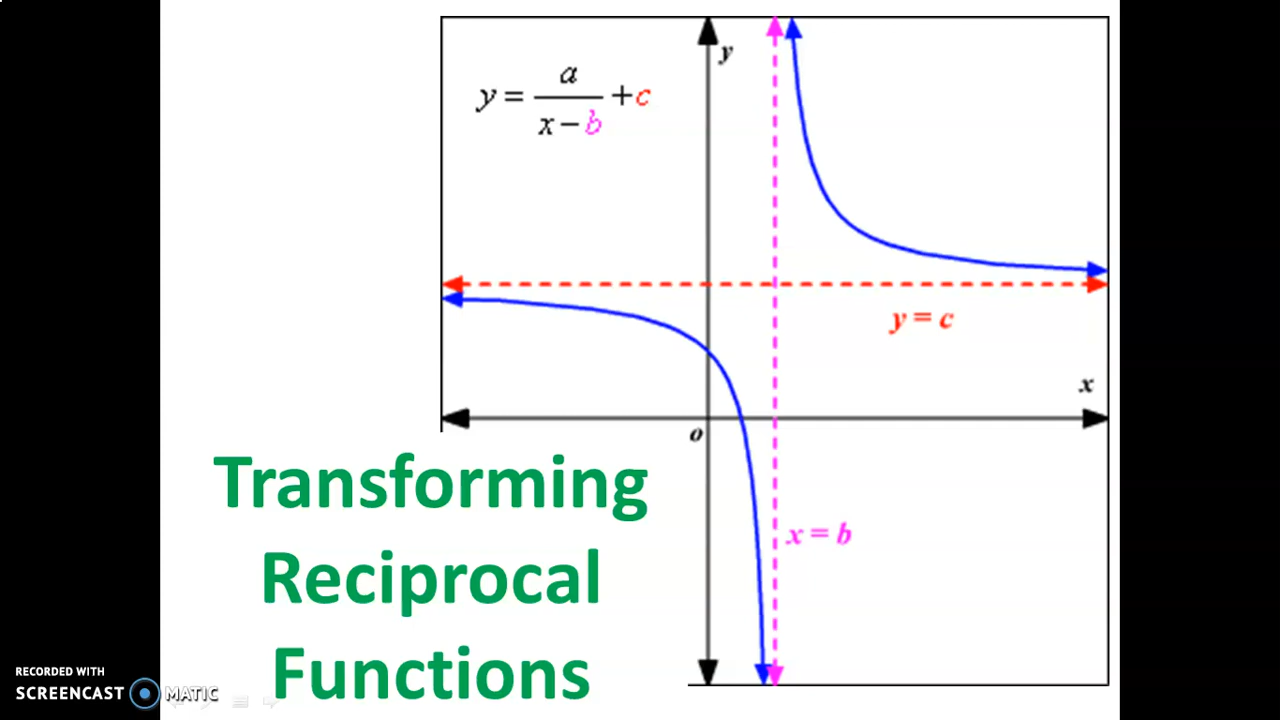 y = a / (x − b) + c
y
y = c
x
o
x = b
Transforming
Reciprocal
Functions
RECORDED WITH
SCREENCAST MATIC